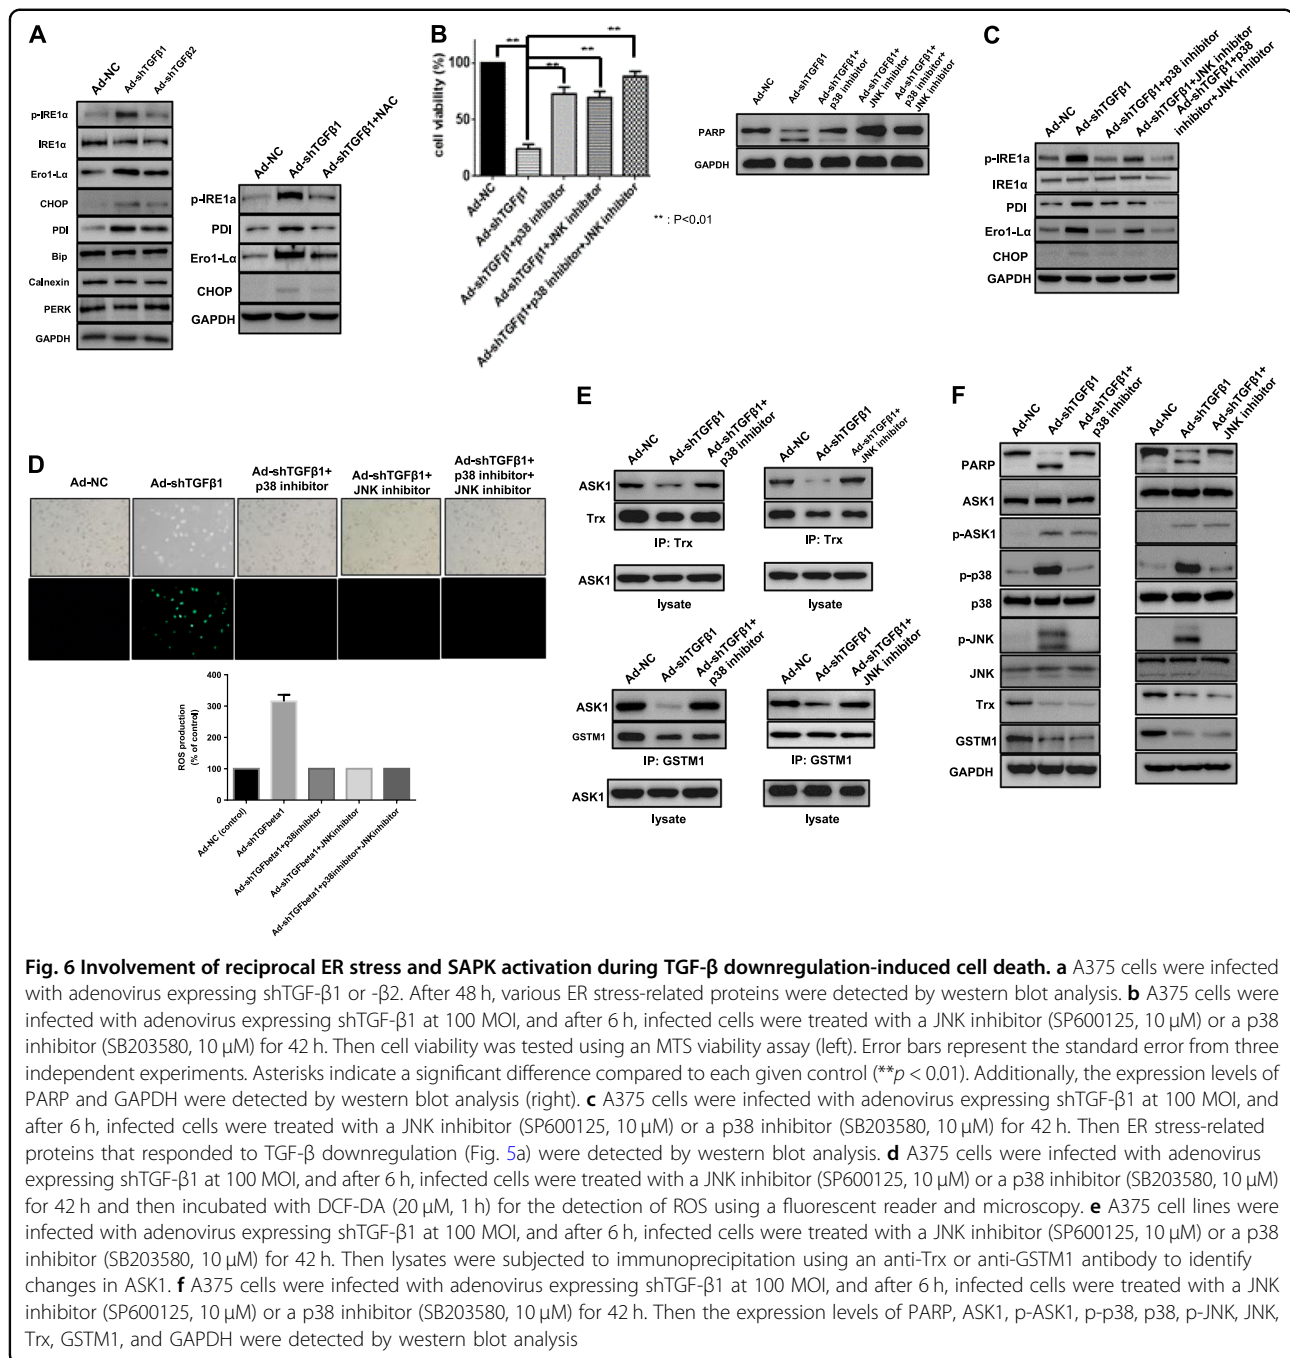 A
Ad-NC
Ad-shTGFβ1
Ad-shTGFβ2
p-IRE1α
IRE1α
Ero1-Lα
CHOP
PDI
Bip
Calnexin
PERK
GAPDH
Ad-NC
Ad-shTGFβ1
Ad-shTGFβ1+NAC
p-IRE1a
PDI
Ero1-Lα
CHOP
GAPDH
B
cell viability (%)
100
50
0
**
**
**
**
Ad-NC
Ad-shTGFβ1
Ad-shTGFβ1+p38 inhibitor
Ad-shTGFβ1+JNK inhibitor
Ad-shTGFβ1+p38 inhibitor+JNK inhibitor
Ad-NC
Ad-shTGFβ1
Ad-shTGFβ1+
p38 inhibitor
Ad-shTGFβ1+
JNK inhibitor
Ad-shTGFβ1+
p38 inhibitor+
JNK inhibitor
PARP
GAPDH
** : P<0.01
C
Ad-NC
Ad-shTGFβ1
Ad-shTGFβ1+p38 inhibitor
Ad-shTGFβ1+JNK inhibitor
Ad-shTGFβ1+p38
inhibitor+JNK inhibitor
p-IRE1a
IRE1α
PDI
Ero1-Lα
CHOP
GAPDH
D
Ad-NC
Ad-shTGFβ1
Ad-shTGFβ1+
p38 inhibitor
Ad-shTGFβ1+
JNK inhibitor
Ad-shTGFβ1+
p38 inhibitor+
JNK inhibitor
ROS production
(% of control)
400
300
200
100
0
Ad-NC (control)
Ad-shTGFbeta1
Ad-shTGFbeta1+p38inhibitor
Ad-shTGFbeta1+JNKinhibitor
Ad-shTGFbeta1+p38inhibitor+JNKinhibitor
E
Ad-NC
Ad-shTGFβ1
Ad-shTGFβ1+
p38 inhibitor
ASK1
Trx
IP: Trx
ASK1
lysate
Ad-NC
Ad-shTGFβ1
Ad-shTGFβ1+
JNK inhibitor
IP: Trx
lysate
Ad-NC
Ad-shTGFβ1
Ad-shTGFβ1+
p38 inhibitor
ASK1
GSTM1
IP: GSTM1
ASK1
lysate
Ad-NC
Ad-shTGFβ1
Ad-shTGFβ1+
JNK inhibitor
IP: GSTM1
lysate
F
Ad-NC
Ad-shTGFβ1
Ad-shTGFβ1+
p38 inhibitor
Ad-NC
Ad-shTGFβ1
Ad-shTGFβ1+
JNK inhibitor
PARP
ASK1
p-ASK1
p-p38
p38
p-JNK
JNK
Trx
GSTM1
GAPDH
Fig. 6 Involvement of reciprocal ER stress and SAPK activation during TGF-β downregulation-induced cell death. a A375 cells were infected
with adenovirus expressing shTGF-β1 or -β2. After 48 h, various ER stress-related proteins were detected by western blot analysis. b A375 cells were
infected with adenovirus expressing shTGF-β1 at 100 MOI, and after 6 h, infected cells were treated with a JNK inhibitor (SP600125, 10 μM) or a p38
inhibitor (SB203580, 10 μM) for 42 h. Then cell viability was tested using an MTS viability assay (left). Error bars represent the standard error from three
independent experiments. Asterisks indicate a significant difference compared to each given control (**p < 0.01). Additionally, the expression levels of
PARP and GAPDH were detected by western blot analysis (right). c A375 cells were infected with adenovirus expressing shTGF-β1 at 100 MOI, and
after 6 h, infected cells were treated with a JNK inhibitor (SP600125, 10 μM) or a p38 inhibitor (SB203580, 10 μM) for 42 h. Then ER stress-related
proteins that responded to TGF-β downregulation (Fig. 5a) were detected by western blot analysis. d A375 cells were infected with adenovirus
expressing shTGF-β1 at 100 MOI, and after 6 h, infected cells were treated with a JNK inhibitor (SP600125, 10 μM) or a p38 inhibitor (SB203580, 10 μM)
for 42 h and then incubated with DCF-DA (20 μM, 1 h) for the detection of ROS using a fluorescent reader and microscopy. e A375 cell lines were
infected with adenovirus expressing shTGF-β1 at 100 MOI, and after 6 h, infected cells were treated with a JNK inhibitor (SP600125, 10 μM) or a p38
inhibitor (SB203580, 10 μM) for 42 h. Then lysates were subjected to immunoprecipitation using an anti-Trx or anti-GSTM1 antibody to identify
changes in ASK1. f A375 cells were infected with adenovirus expressing shTGF-β1 at 100 MOI, and after 6 h, infected cells were treated with a JNK
inhibitor (SP600125, 10 μM) or a p38 inhibitor (SB203580, 10 μM) for 42 h. Then the expression levels of PARP, ASK1, p-ASK1, p-p38, p38, p-JNK, JNK,
Trx, GSTM1, and GAPDH were detected by western blot analysis